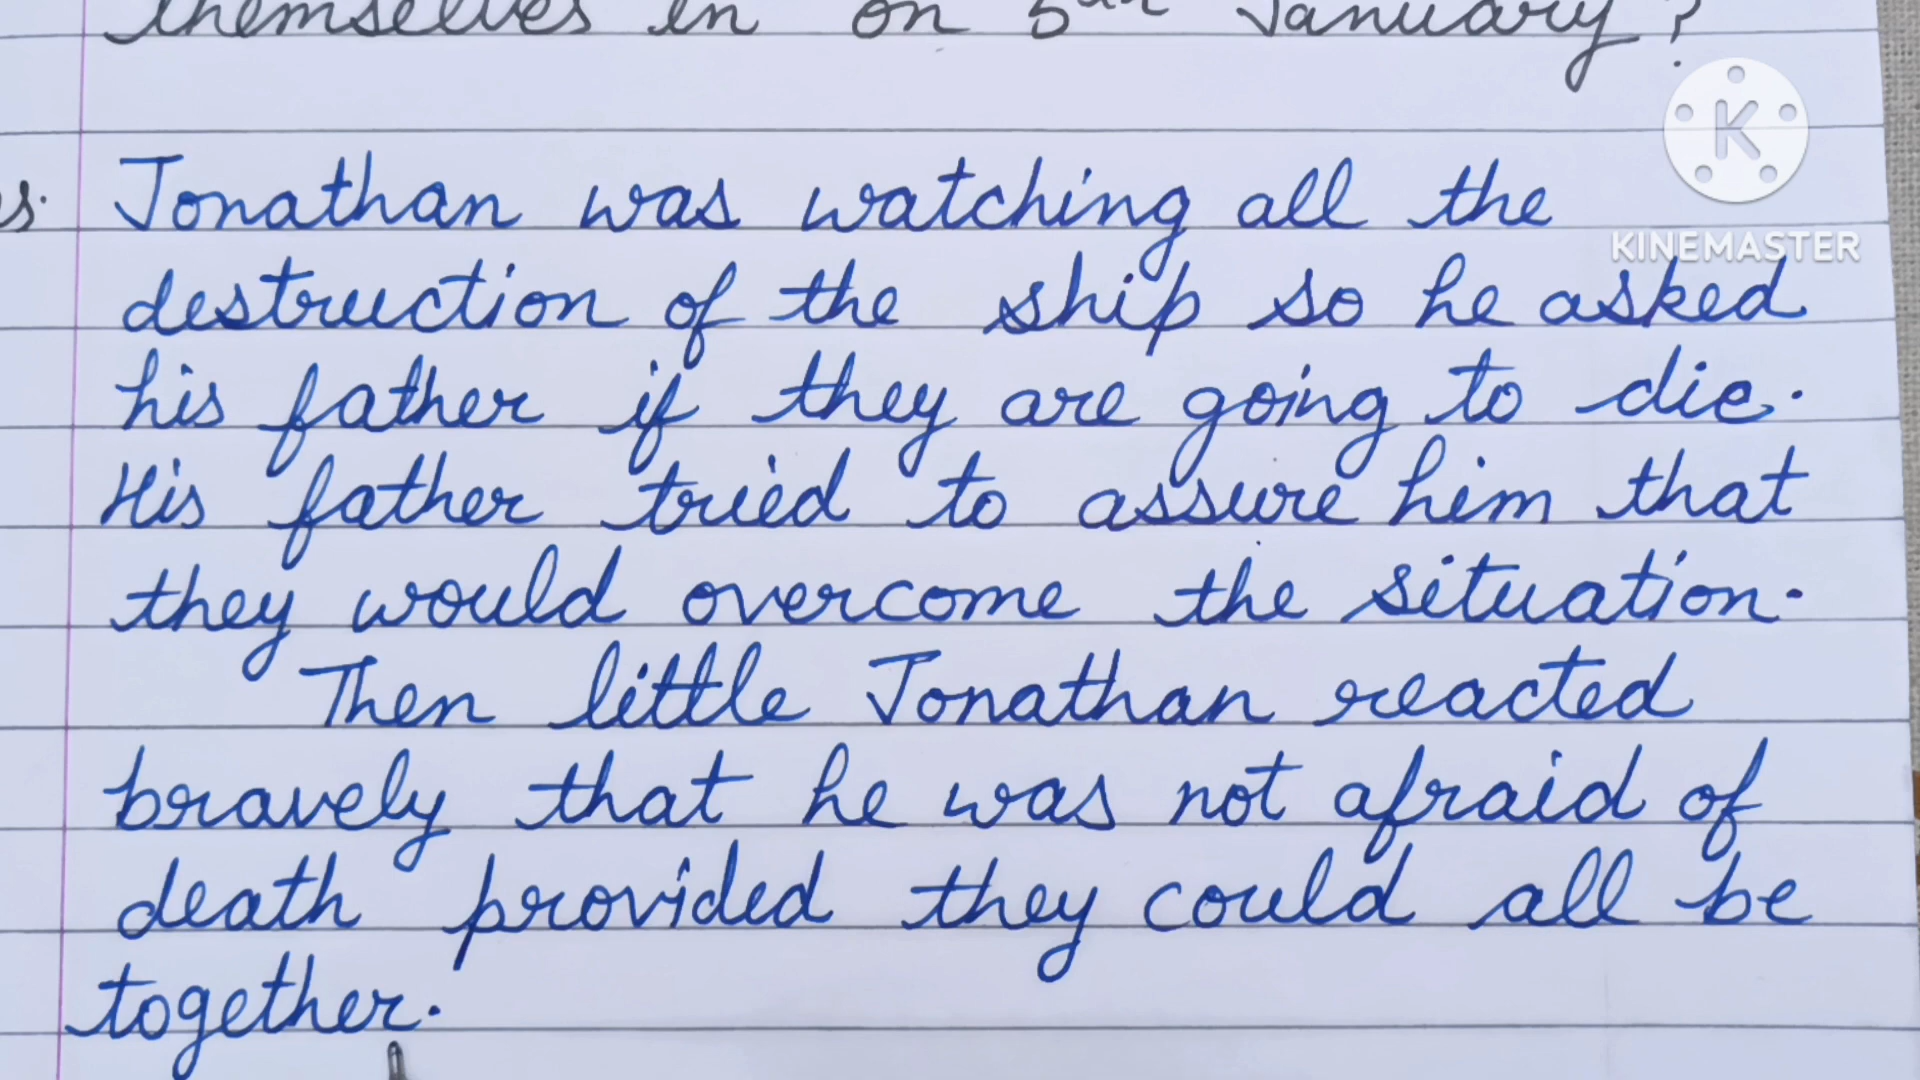 themselves in on 5th January?
K
KINEMASTER
s. Jonathan was watching all the
destruction of the ship so he asked
his father if they are going to die.
His father tried to assure him that
they would overcome the situation.
Then little Jonathan reacted
bravely that he was not afraid of
death provided they could all be
together.